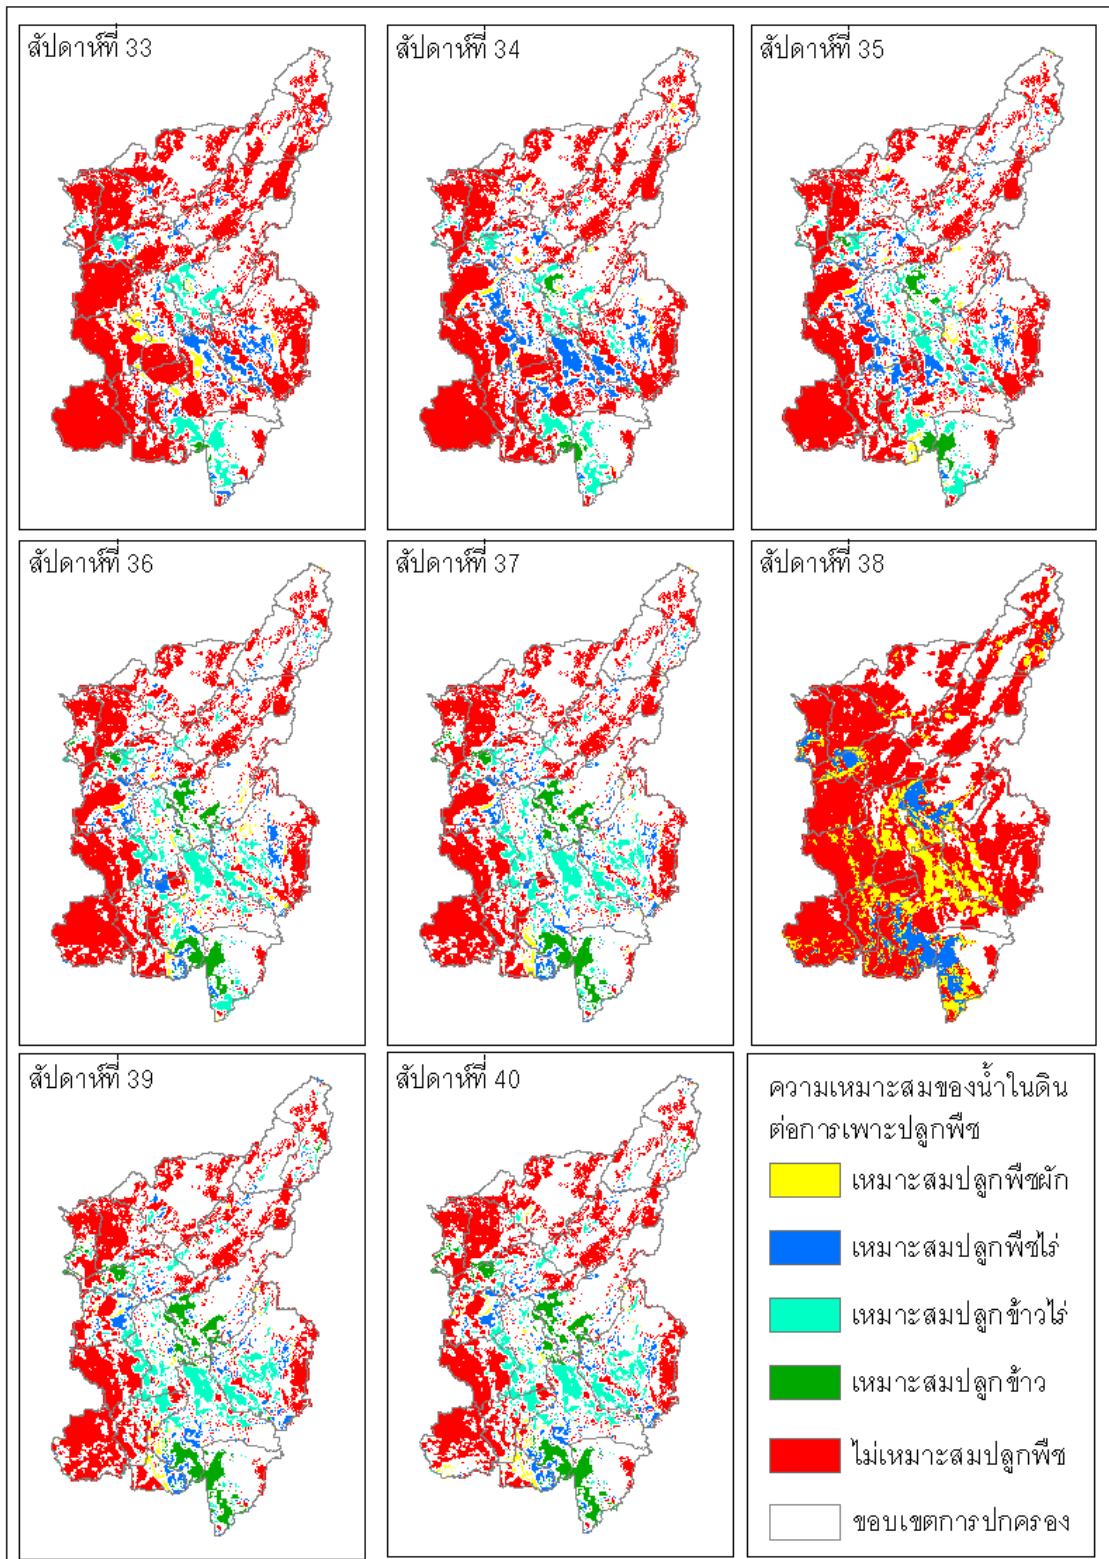 สัปดาห์ที่ 33
สัปดาห์ที่ 34
สัปดาห์ที่ 35
สัปดาห์ที่ 36
สัปดาห์ที่ 37
สัปดาห์ที่ 38
สัปดาห์ที่ 39
สัปดาห์ที่ 40
ความเหมาะสมของน้ำในดิน
ต่อการเพาะปลูกพืช
เหมาะสมปลูกพืชผัก
เหมาะสมปลูกพืชไร่
เหมาะสมปลูกข้าวไร่
เหมาะสมปลูกข้าว
ไม่เหมาะสมปลูกพืช
ขอบเขตการปกครอง